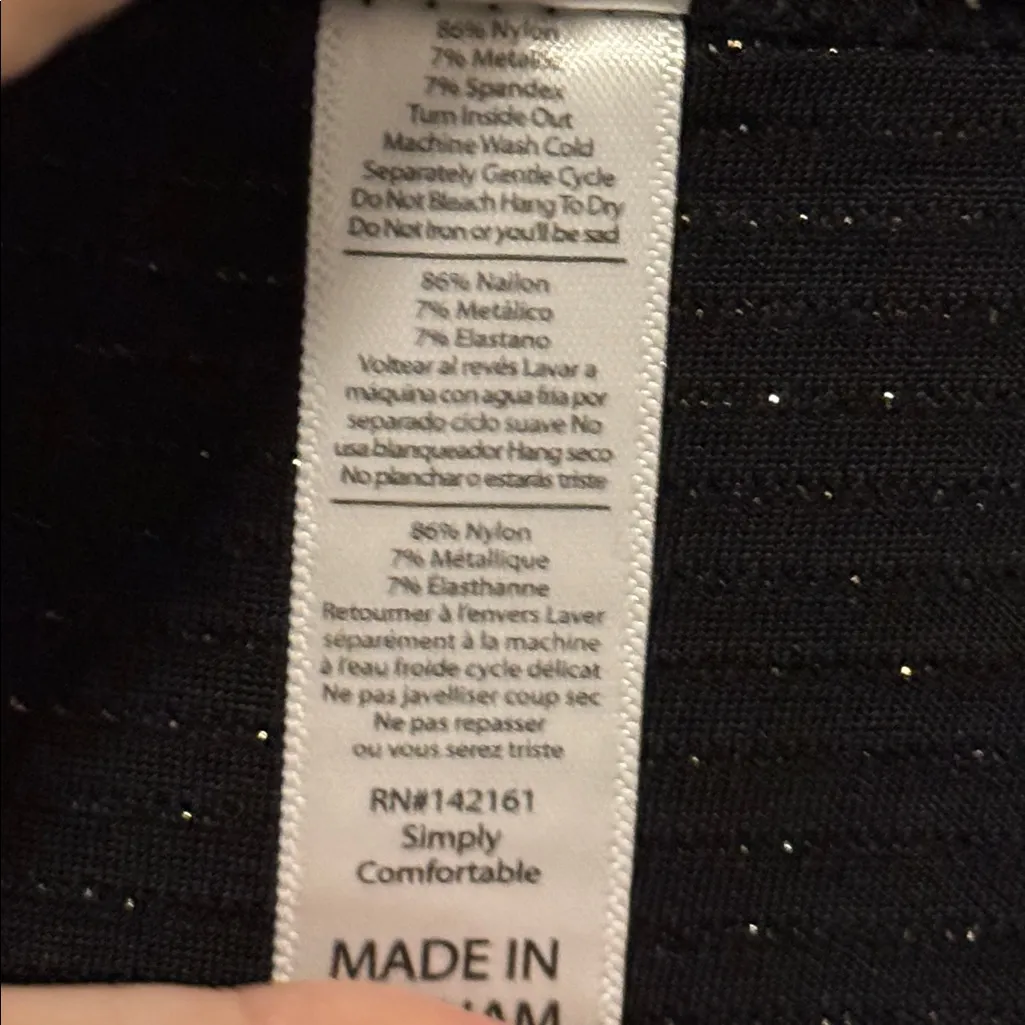 86% Nylon
7% Metallic
7% Spandex
Turn Inside Out
Machine Wash Cold
Separately Gentle Cycle
Do Not Bleach Hang To Dry
Do Not Iron or you'll be sad
86% Nailon
7% Metálico
7% Elastano
Voltear al revés Lavar a
máquina con agua fria por
separado ciclo suave No
usa blanqueador Hang seco
No planchar o estarás triste
86% Nylon
7% Métallique
7% Élasthanne
Retourner à l'envers Laver
séparément à la machine
à l'eau froide cycle délicat
Ne pas javelliser coup sec
Ne pas repasser
ou vous serez triste
RN#142161
Simply
Comfortable
MADE IN